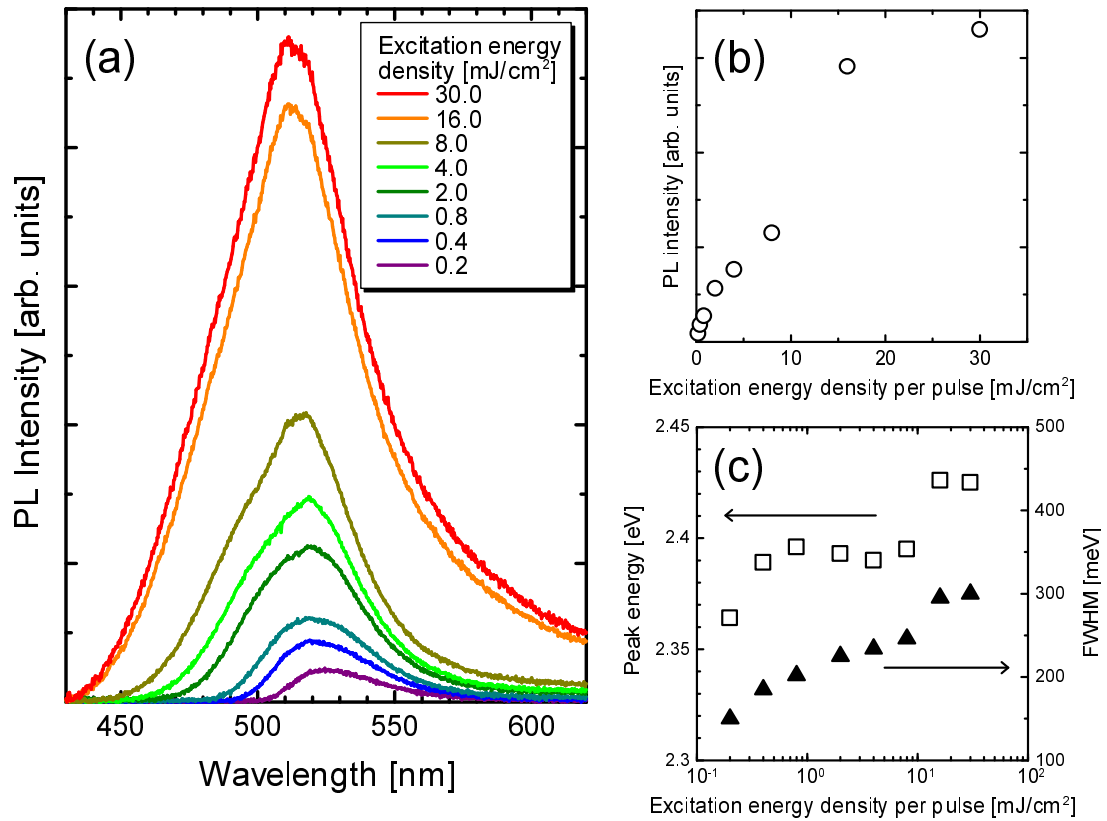 (a)
Excitation energy
density [mJ/cm²]
30.0
16.0
8.0
4.0
2.0
0.8
0.4
0.2
PL Intensity [arb. units]
450 500 550 600
Wavelength [nm]
(b)
PL intensity [arb. units]
0 10 20 30
Excitation energy density per pulse [mJ/cm²]
(c)
2.45
2.4
2.35
2.3
Peak energy [eV]
500
400
300
200
100
FWHM [meV]
10⁻¹ 10⁰ 10¹ 10²
Excitation energy density per pulse [mJ/cm²]